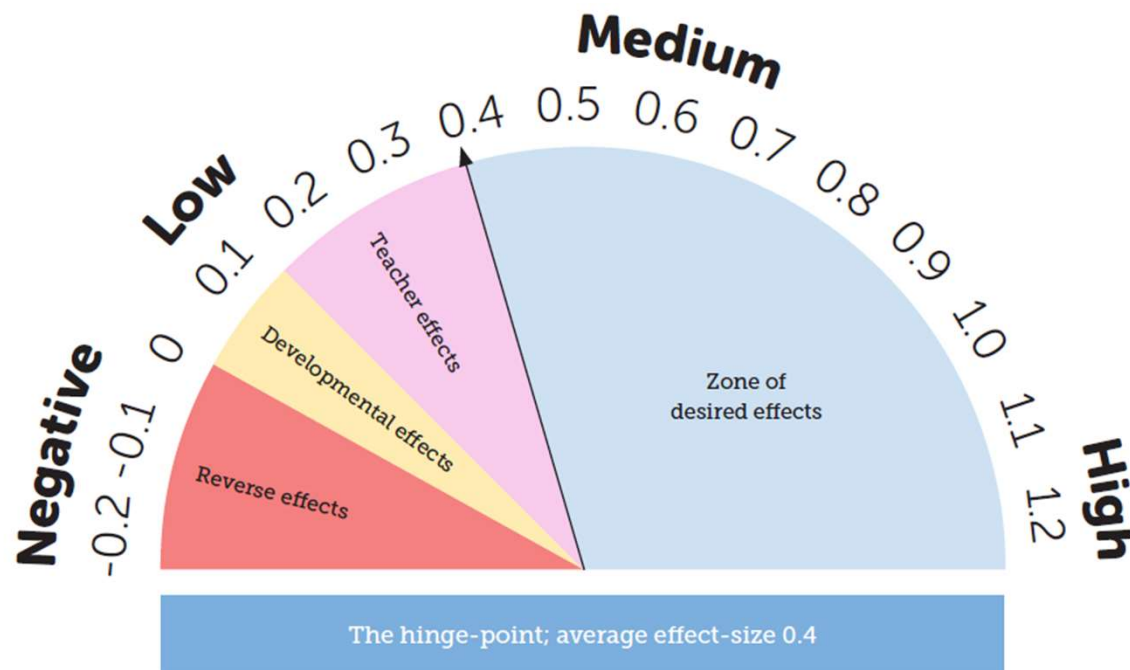 Negative
Low
Medium
High
-0.2
-0.1
0
0.1
0.2
0.3
0.4
0.5
0.6
0.7
0.8
0.9
1.0
1.1
1.2
Reverse effects
Developmental effects
Teacher effects
Zone of
desired effects
The hinge-point; average effect-size 0.4